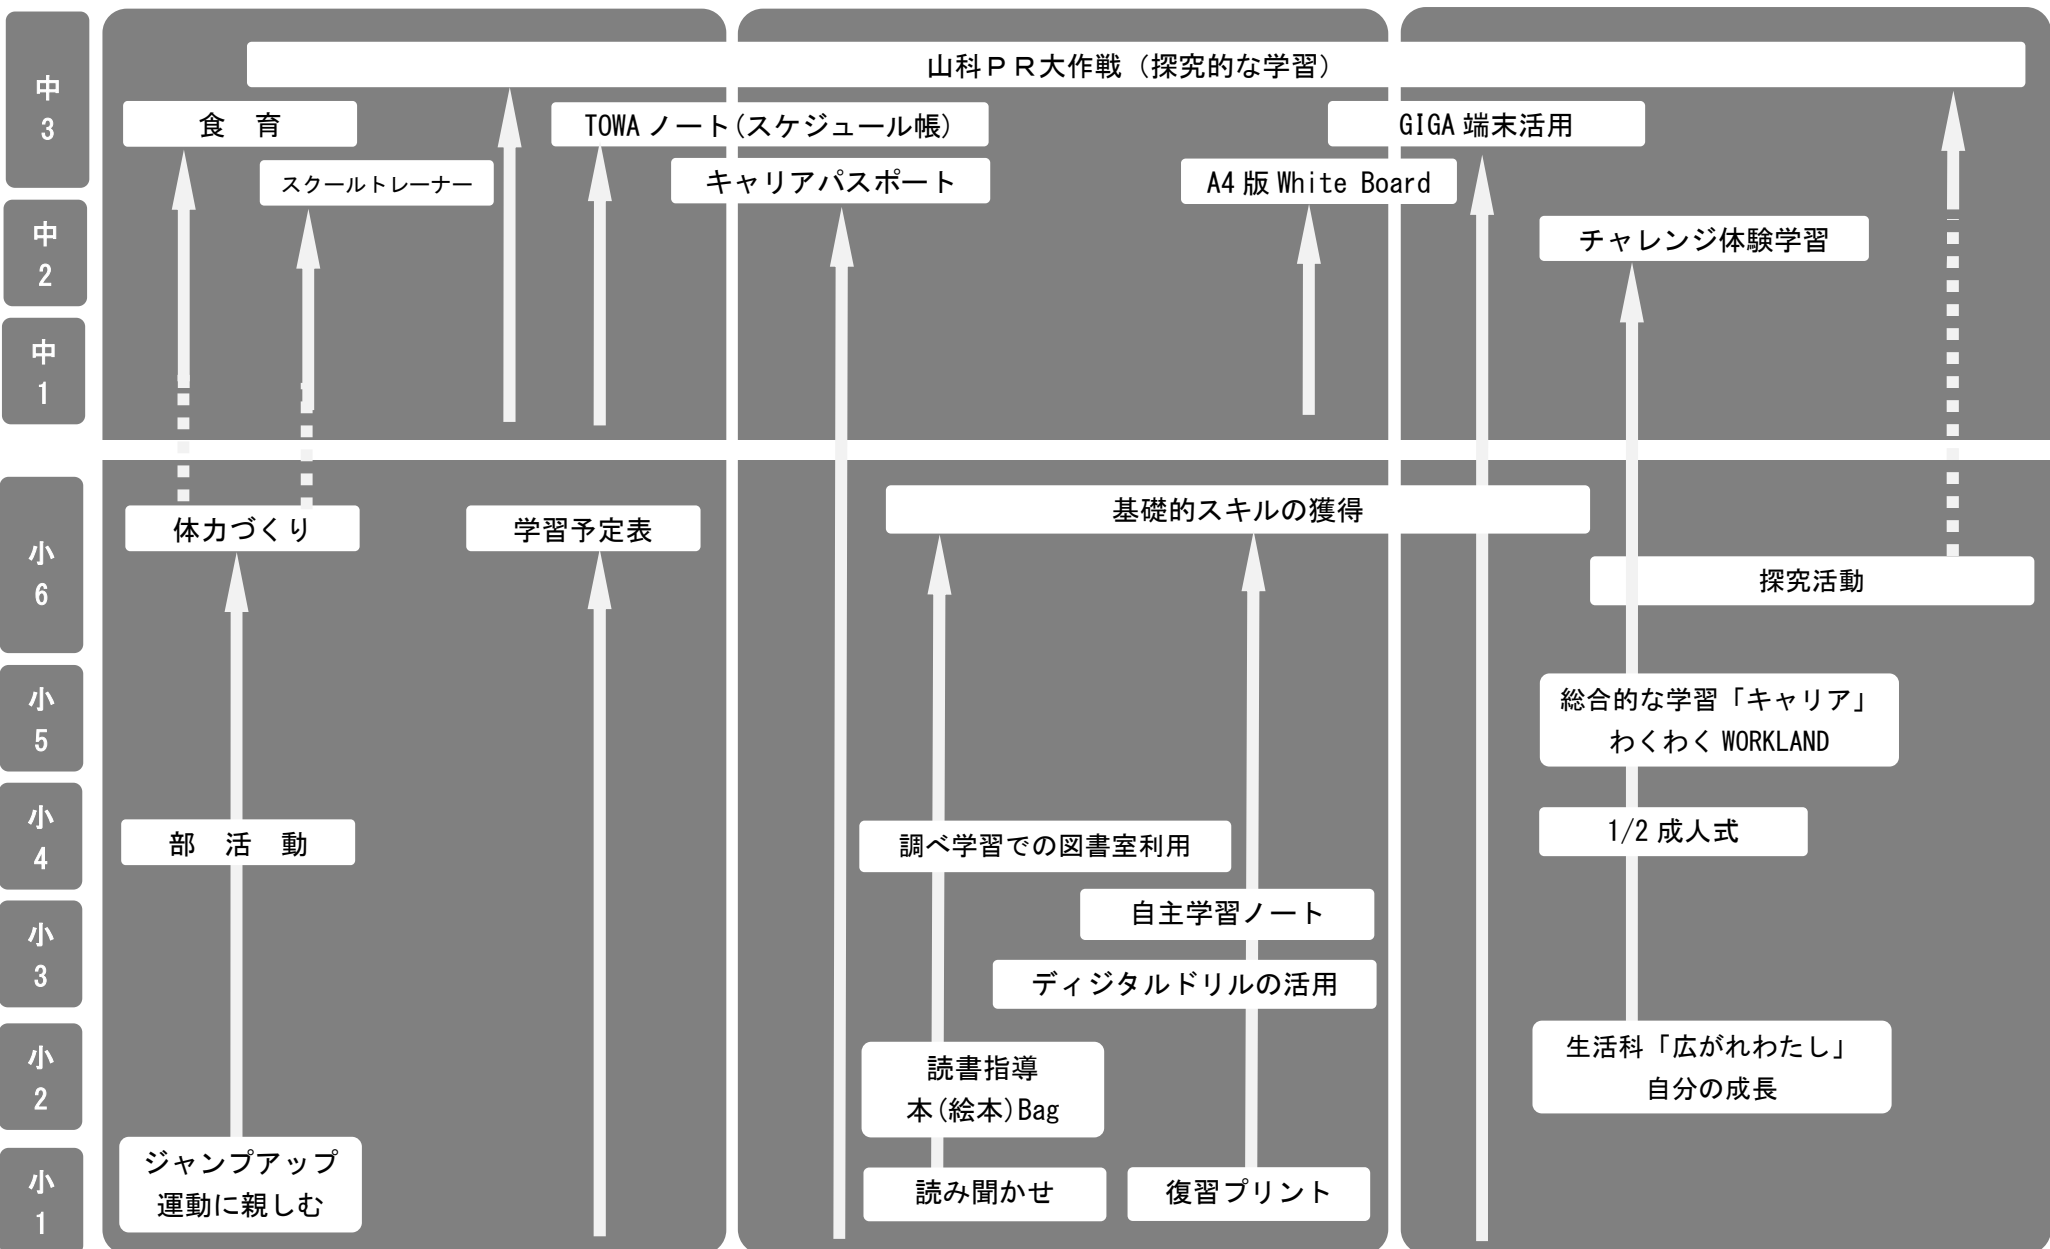 中
3
山科ＰＲ大作戦（探究的な学習）
食　育
TOWA ノート(スケジュール帳)
GIGA 端末活用
スクールトレーナー
キャリアパスポート
A4 版 White Board
中
2
チャレンジ体験学習
中
1
小
6
体力づくり
学習予定表
基礎的スキルの獲得
探究活動
小
5
総合的な学習「キャリア」
わくわく WORKLAND
小
4
部　活　動
調べ学習での図書室利用
1/2 成人式
小
3
自主学習ノート
ディジタルドリルの活用
小
2
読書指導
本(絵本)Bag
生活科「広がれわたし」
自分の成長
小
1
ジャンプアップ
運動に親しむ
読み聞かせ
復習プリント